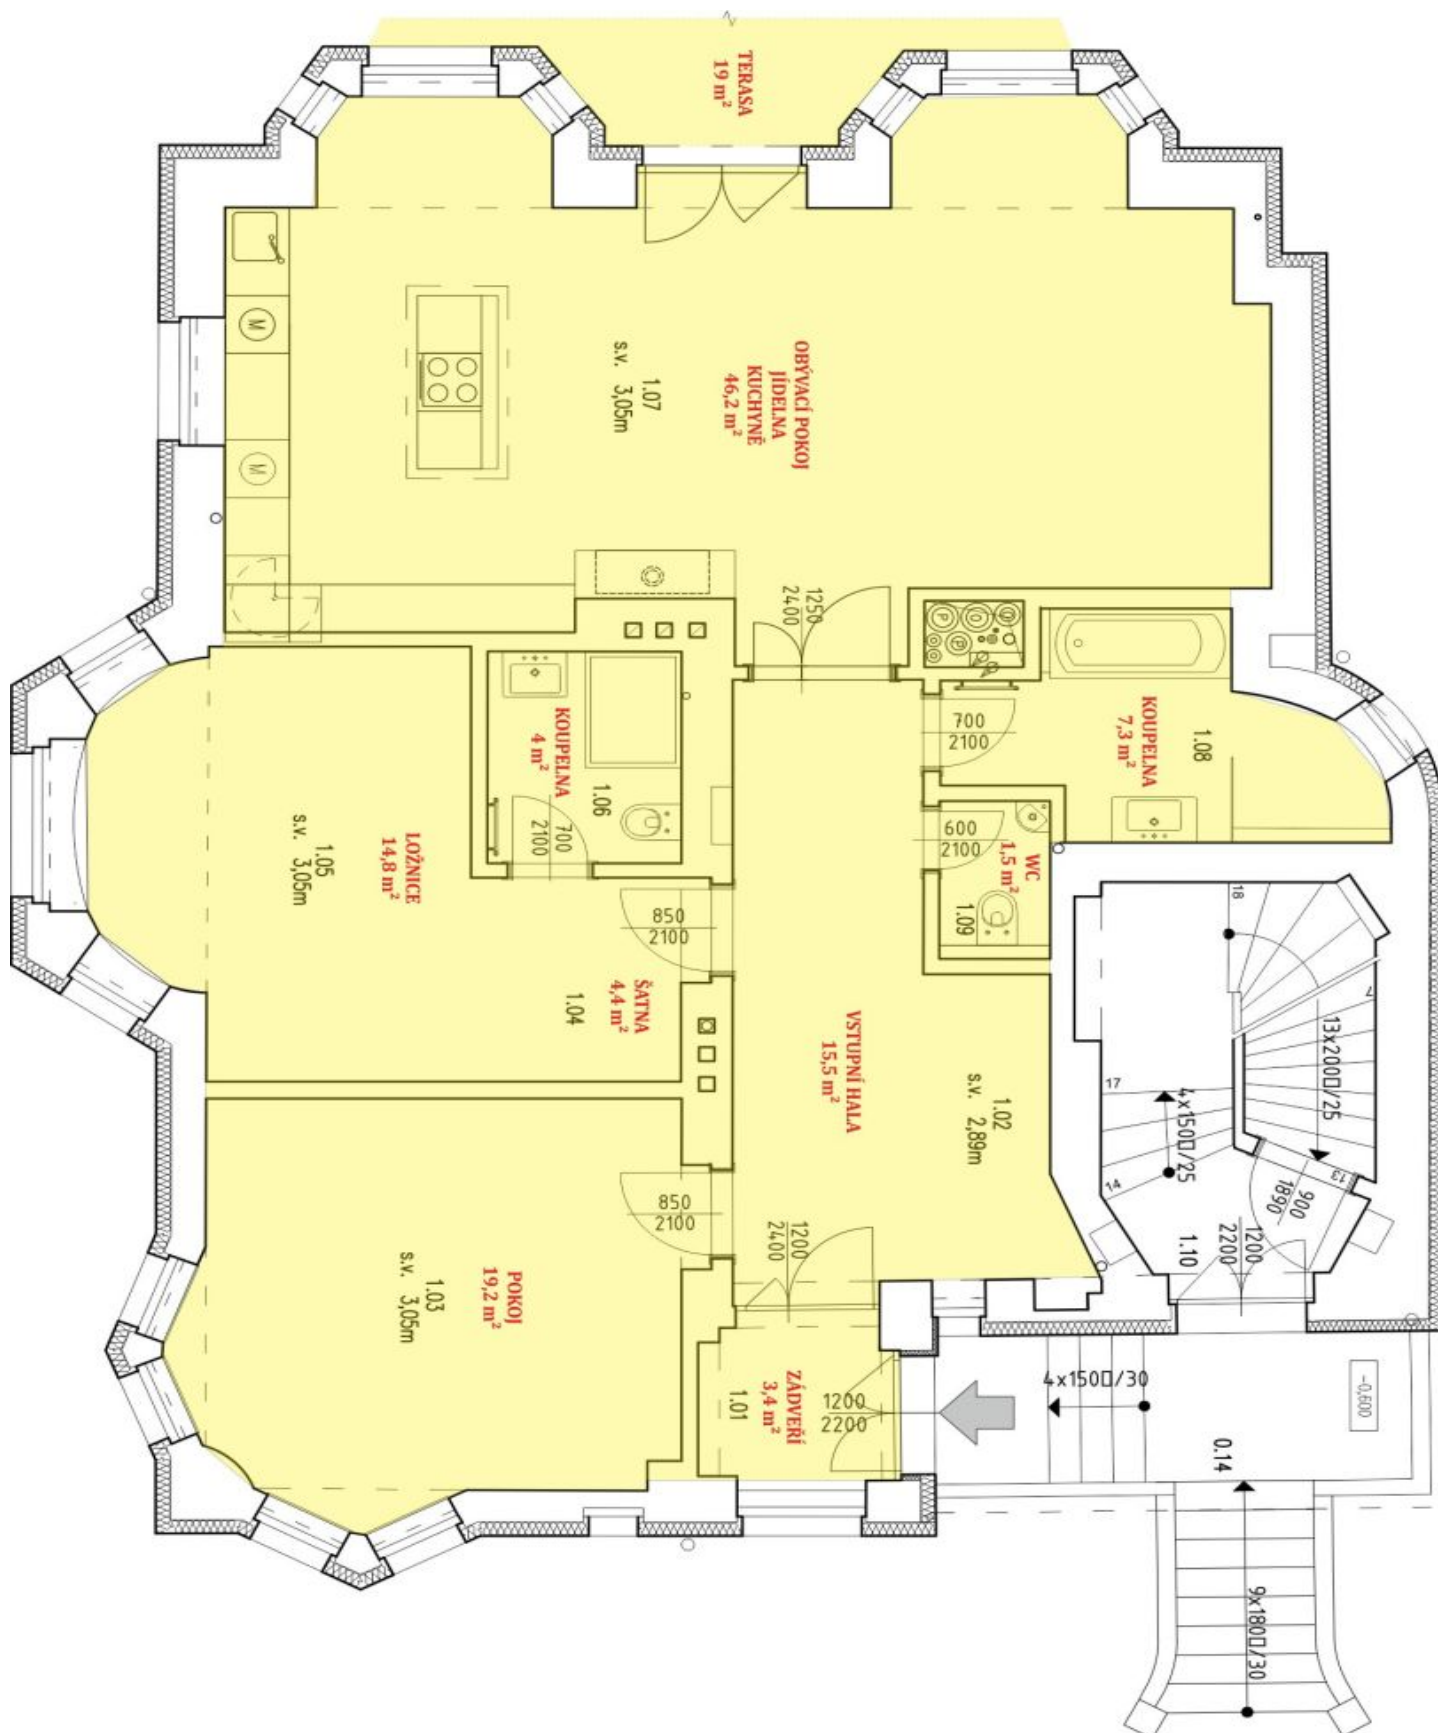 TERASA
19 m²
OBÝVACÍ POKOJ
JÍDELNA
KUCHYNĚ
46,2 m²
1.07
s.v. 3,05m
M
M
1250
2400
P
O
P
700
2100
KOUPELNA
7,3 m²
1.08
KOUPELNA
4 m²
1.06
700
2100
600
2100
WC
1,5 m²
1.09
LOŽNICE
14,8 m²
1.05
s.v. 3,05m
850
2100
ŠATNA
4,4 m²
1.04
VSTUPNÍ HALA
15,5 m²
1.02
s.v. 2,89m
18
7
13x200□/25
17
4x150□/25
14
13
900
1890
1200
2200
1.10
850
2100
1200
2400
POKOJ
19,2 m²
1.03
s.v. 3,05m
ZÁDVEŘÍ
3,4 m²
1.01
1200
2200
4x150□/30
-0,600
0.14
9x180□/30